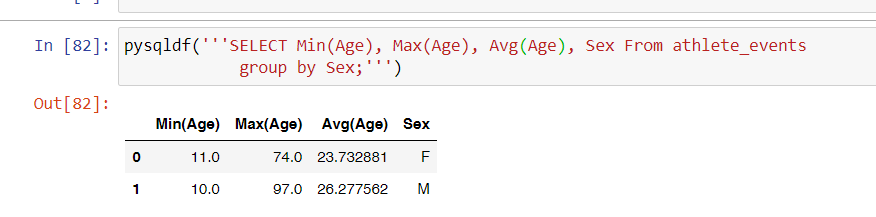 In [82]: pysqldf('''SELECT Min(Age), Max(Age), Avg(Age), Sex From athlete_events
group by Sex;''')
Out[82]:
Min(Age) Max(Age) Avg(Age) Sex
0 11.0 74.0 23.732881 F
1 10.0 97.0 26.277562 M